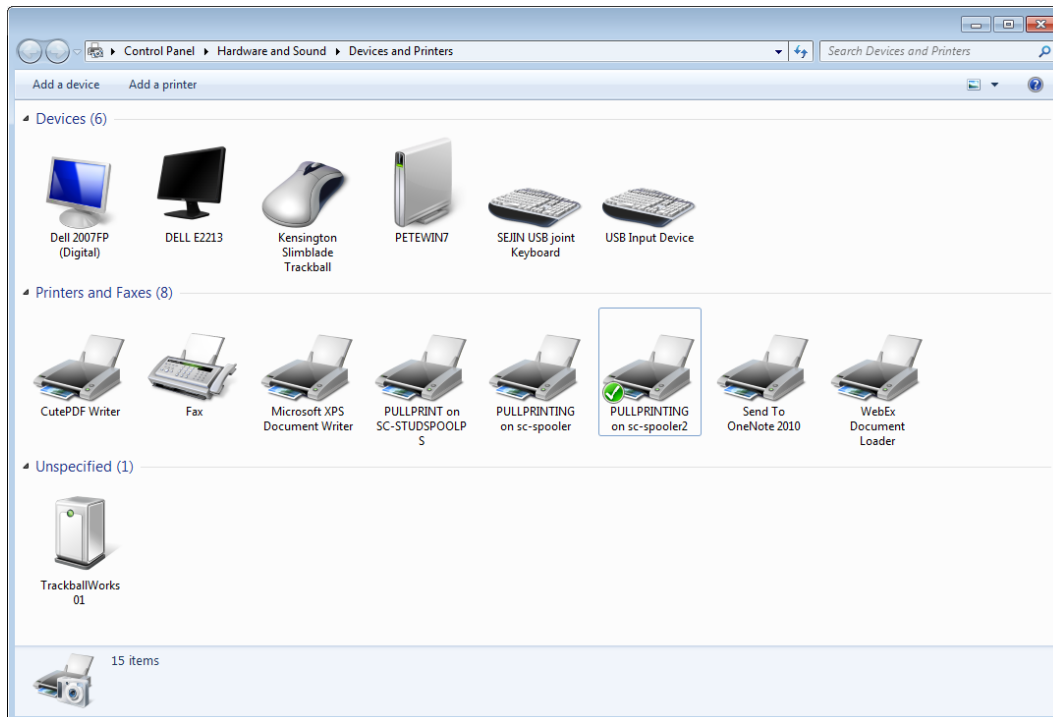 Control Panel Hardware and Sound Devices and Printers
Search Devices and Printers
Add a device Add a printer
Devices (6)
Dell 2007FP
(Digital)
DELL E2213
Kensington
Slimblade
Trackball
PETEWIN7
SEJIN USB joint
Keyboard
USB Input Device
Printers and Faxes (8)
CutePDF Writer
Fax
Microsoft XPS
Document Writer
PULLPRINT on
SC-STUDSPOOLP
S
PULLPRINTING
on sc-spooler
PULLPRINTING
on sc-spooler2
Send To
OneNote 2010
WebEx
Document
Loader
Unspecified (1)
TrackballWorks
01
15 items